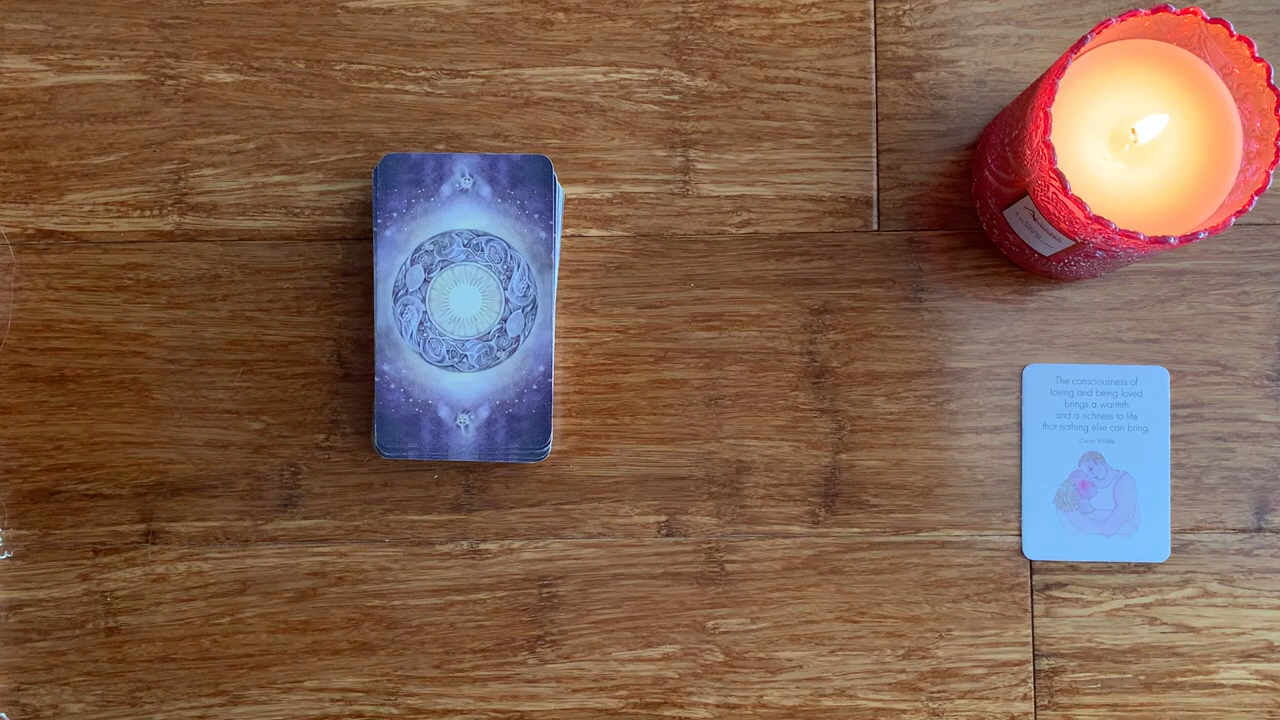 The consciousness of
loving and being loved
brings a warmth
and a richness to life
that nothing else can bring.
Oscar Wilde